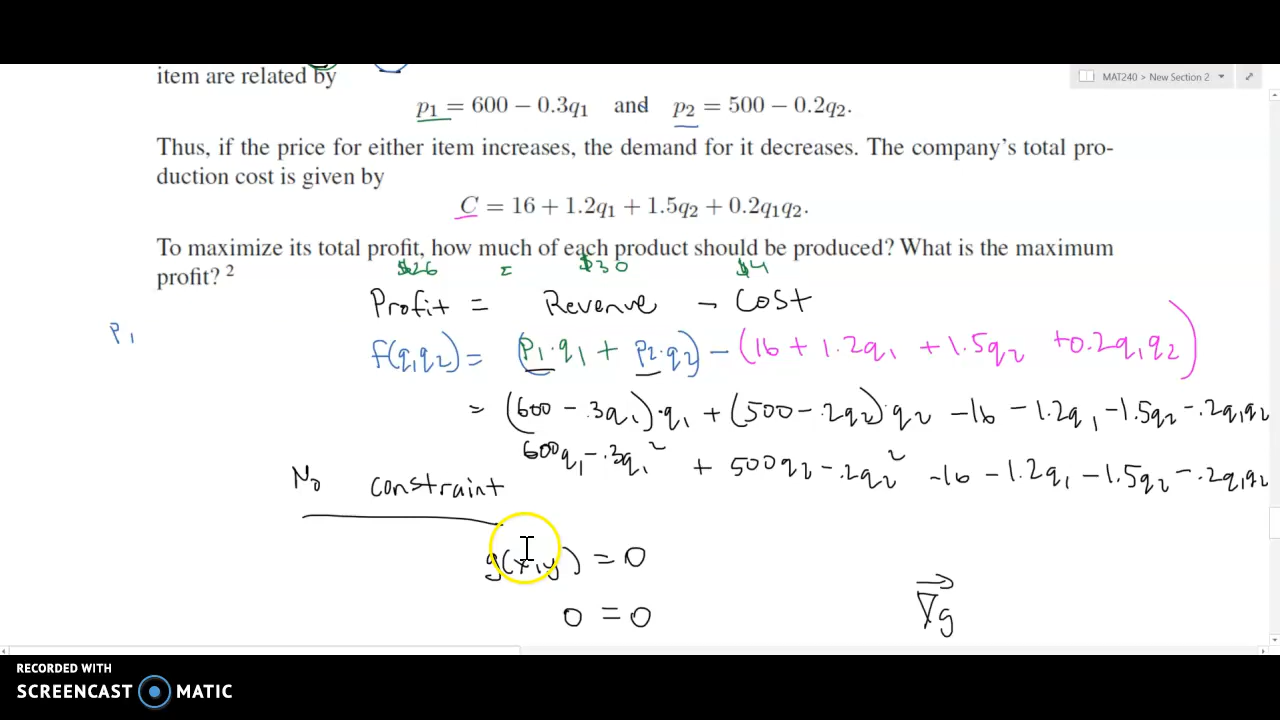 MAT240 > New Section 2
item are related by
p₁ = 600 − 0.3q₁ and p₂ = 500 − 0.2q₂.
Thus, if the price for either item increases, the demand for it decreases. The company's total pro-
duction cost is given by
C = 16 + 1.2q₁ + 1.5q₂ + 0.2q₁q₂.
To maximize its total profit, how much of each product should be produced? What is the maximum
profit? ²
$26 = $30 $4
Profit = Revenue − Cost
P₁
f(q₁q₂) = (p₁·q₁ + p₂·q₂) − (16 + 1.2q₁ + 1.5q₂ + 0.2q₁q₂)
= (600 − .3q₁)·q₁ + (500 − .2q₂)·q₂ − 16 − 1.2q₁ − 1.5q₂ − .2q₁q₂
600q₁ − .3q₁² + 500q₂ − .2q₂² − 16 − 1.2q₁ − 1.5q₂ − .2q₁q₂
No constraint
g(x,y) = 0
0 = 0
∇g
RECORDED WITH
SCREENCAST MATIC